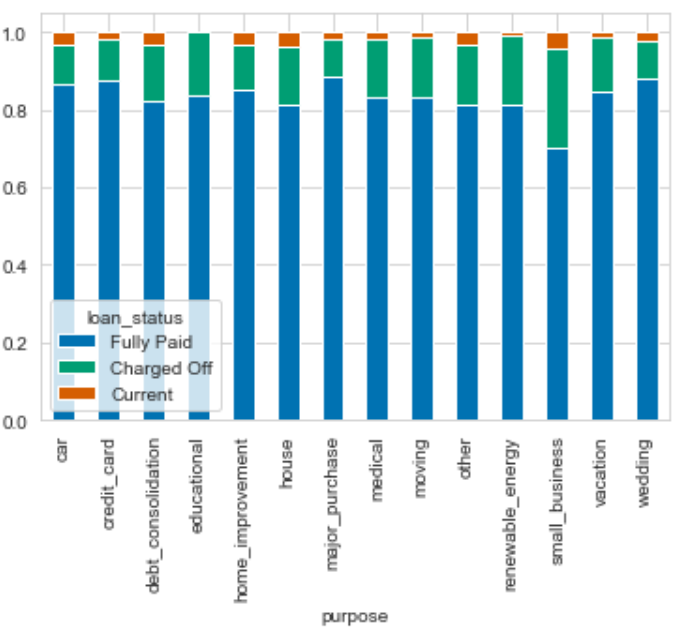 1.0
0.8
0.6
0.4
0.2
0.0
loan_status
Fully Paid
Charged Off
Current
car
credit_card
debt_consolidation
educational
home_improvement
house
major_purchase
medical
moving
other
renewable_energy
small_business
vacation
wedding
purpose